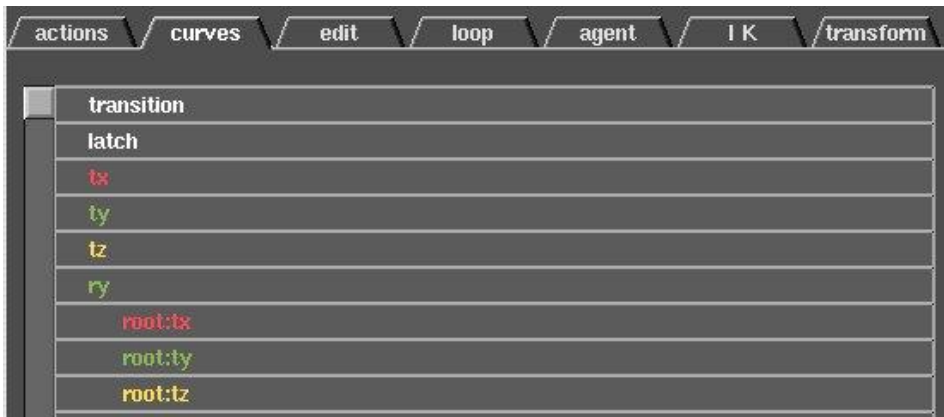 actions curves edit loop agent I K transform
transition
latch
tx
ty
tz
ry
root:tx
root:ty
root:tz